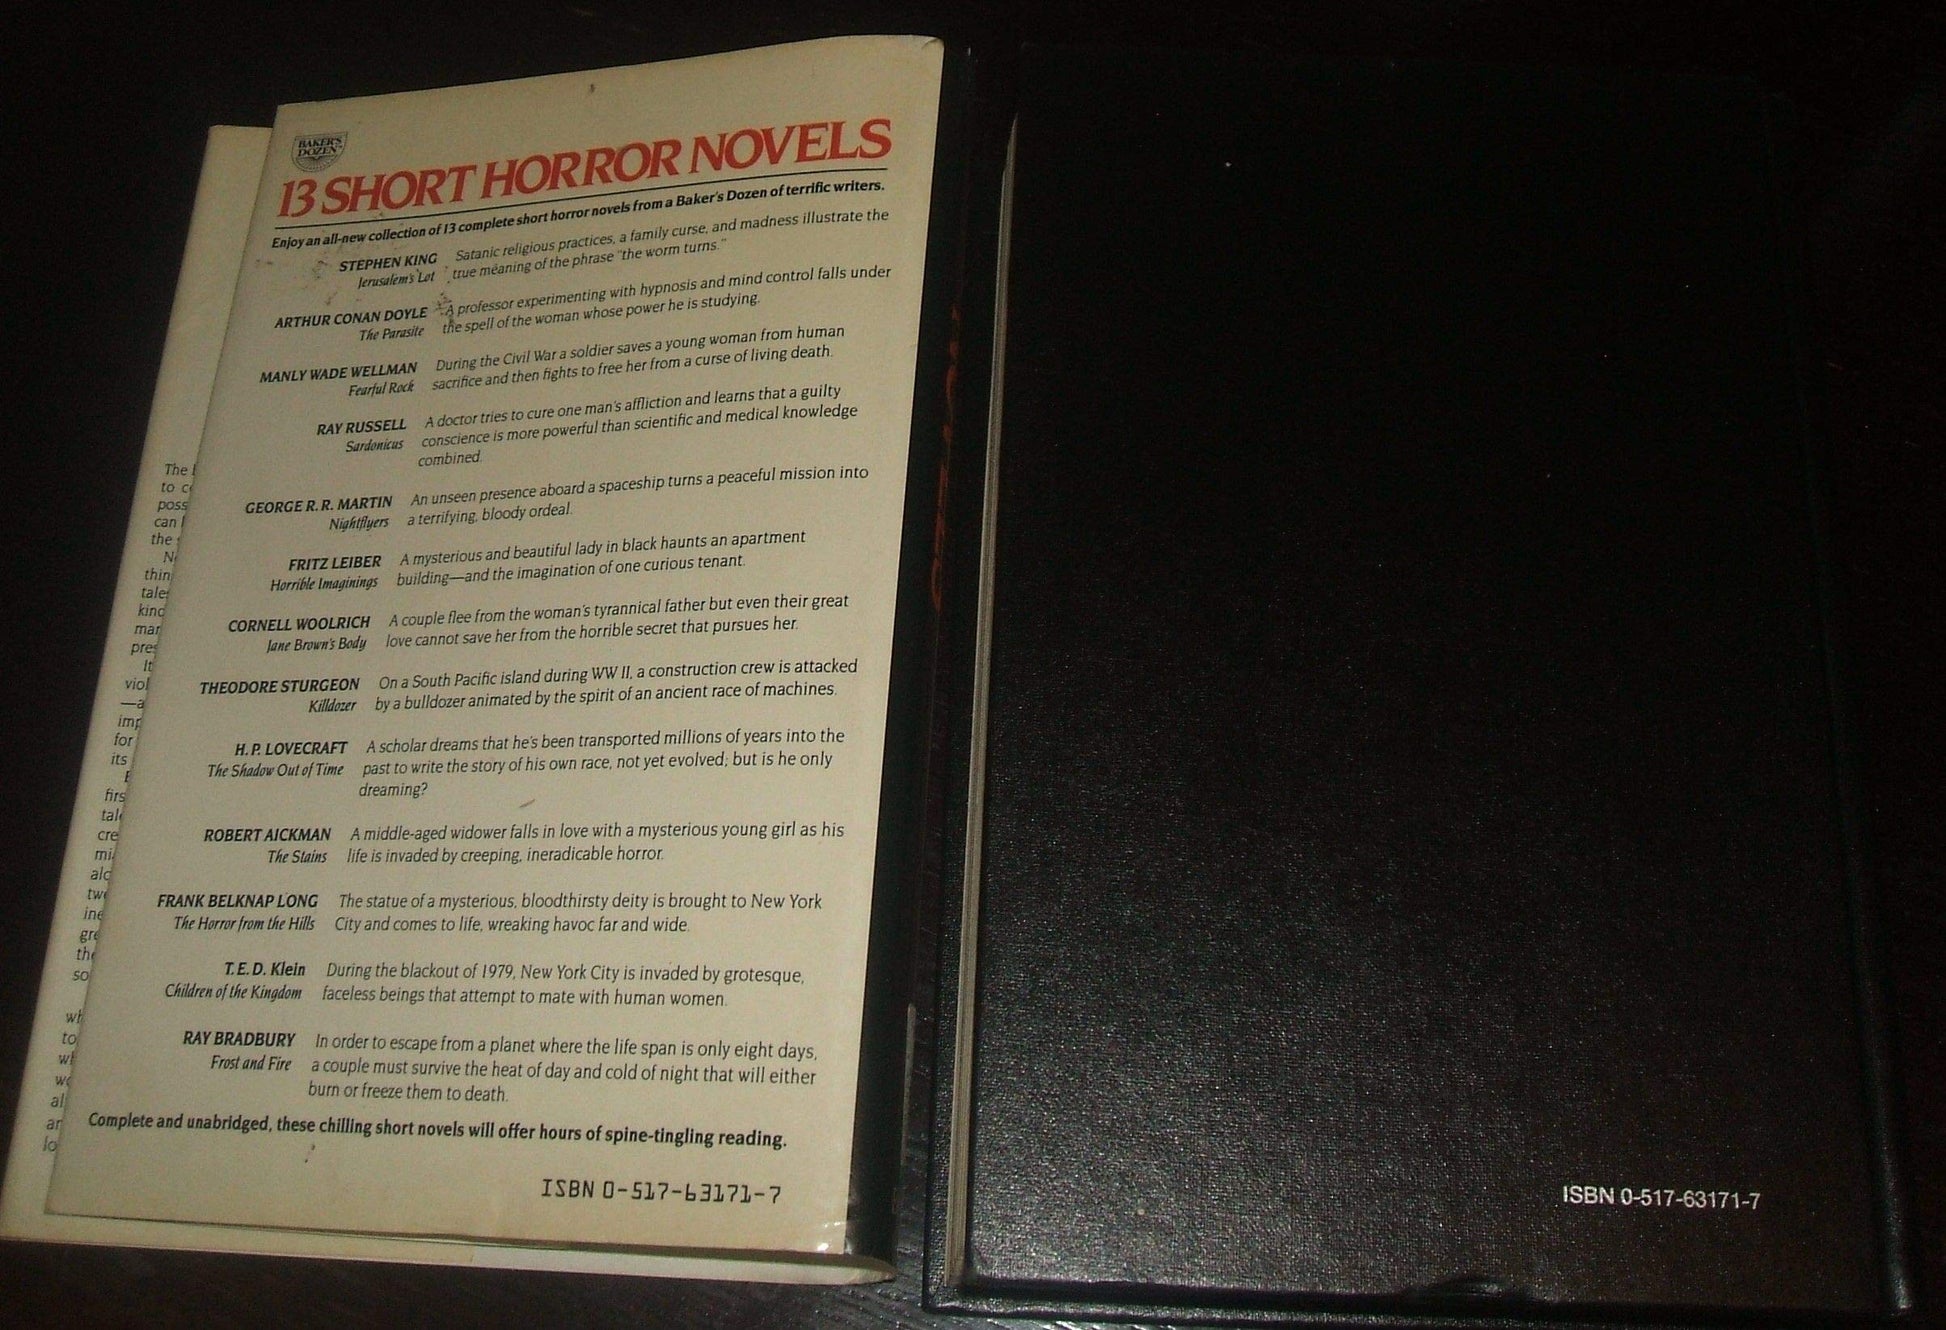 BAKER'S
DOZEN
13 SHORT HORROR NOVELS
Enjoy an all-new collection of 13 complete short horror novels from a Baker's Dozen of terrific writers.
STEPHEN KING Satanic religious practices, a family curse, and madness illustrate the
Jerusalem's Lot true meaning of the phrase "the worm turns."
ARTHUR CONAN DOYLE A professor experimenting with hypnosis and mind control falls under
The Parasite the spell of the woman whose power he is studying.
MANLY WADE WELLMAN During the Civil War a soldier saves a young woman from human
Fearful Rock sacrifice and then fights to free her from a curse of living death.
RAY RUSSELL A doctor tries to cure one man's affliction and learns that a guilty
Sardonicus conscience is more powerful than scientific and medical knowledge
combined.
GEORGE R. R. MARTIN An unseen presence aboard a spaceship turns a peaceful mission into
Nightflyers a terrifying, bloody ordeal.
FRITZ LEIBER A mysterious and beautiful lady in black haunts an apartment
Horrible Imaginings building—and the imagination of one curious tenant.
CORNELL WOOLRICH A couple flee from the woman's tyrannical father but even their great
Jane Brown's Body love cannot save her from the horrible secret that pursues her.
THEODORE STURGEON On a South Pacific island during WW II, a construction crew is attacked
Killdozer by a bulldozer animated by the spirit of an ancient race of machines.
H. P. LOVECRAFT A scholar dreams that he's been transported millions of years into the
The Shadow Out of Time past to write the story of his own race, not yet evolved; but is he only
dreaming?
ROBERT AICKMAN A middle-aged widower falls in love with a mysterious young girl as his
The Stains life is invaded by creeping, ineradicable horror.
FRANK BELKNAP LONG The statue of a mysterious, bloodthirsty deity is brought to New York
The Horror from the Hills City and comes to life, wreaking havoc far and wide.
T. E. D. Klein During the blackout of 1979, New York City is invaded by grotesque,
Children of the Kingdom faceless beings that attempt to mate with human women.
RAY BRADBURY In order to escape from a planet where the life span is only eight days,
Frost and Fire a couple must survive the heat of day and cold of night that will either
burn or freeze them to death.
Complete and unabridged, these chilling short novels will offer hours of spine-tingling reading.
ISBN 0-517-63171-7
The
to
can
the
for
its
the
so
to
ISBN 0-517-63171-7